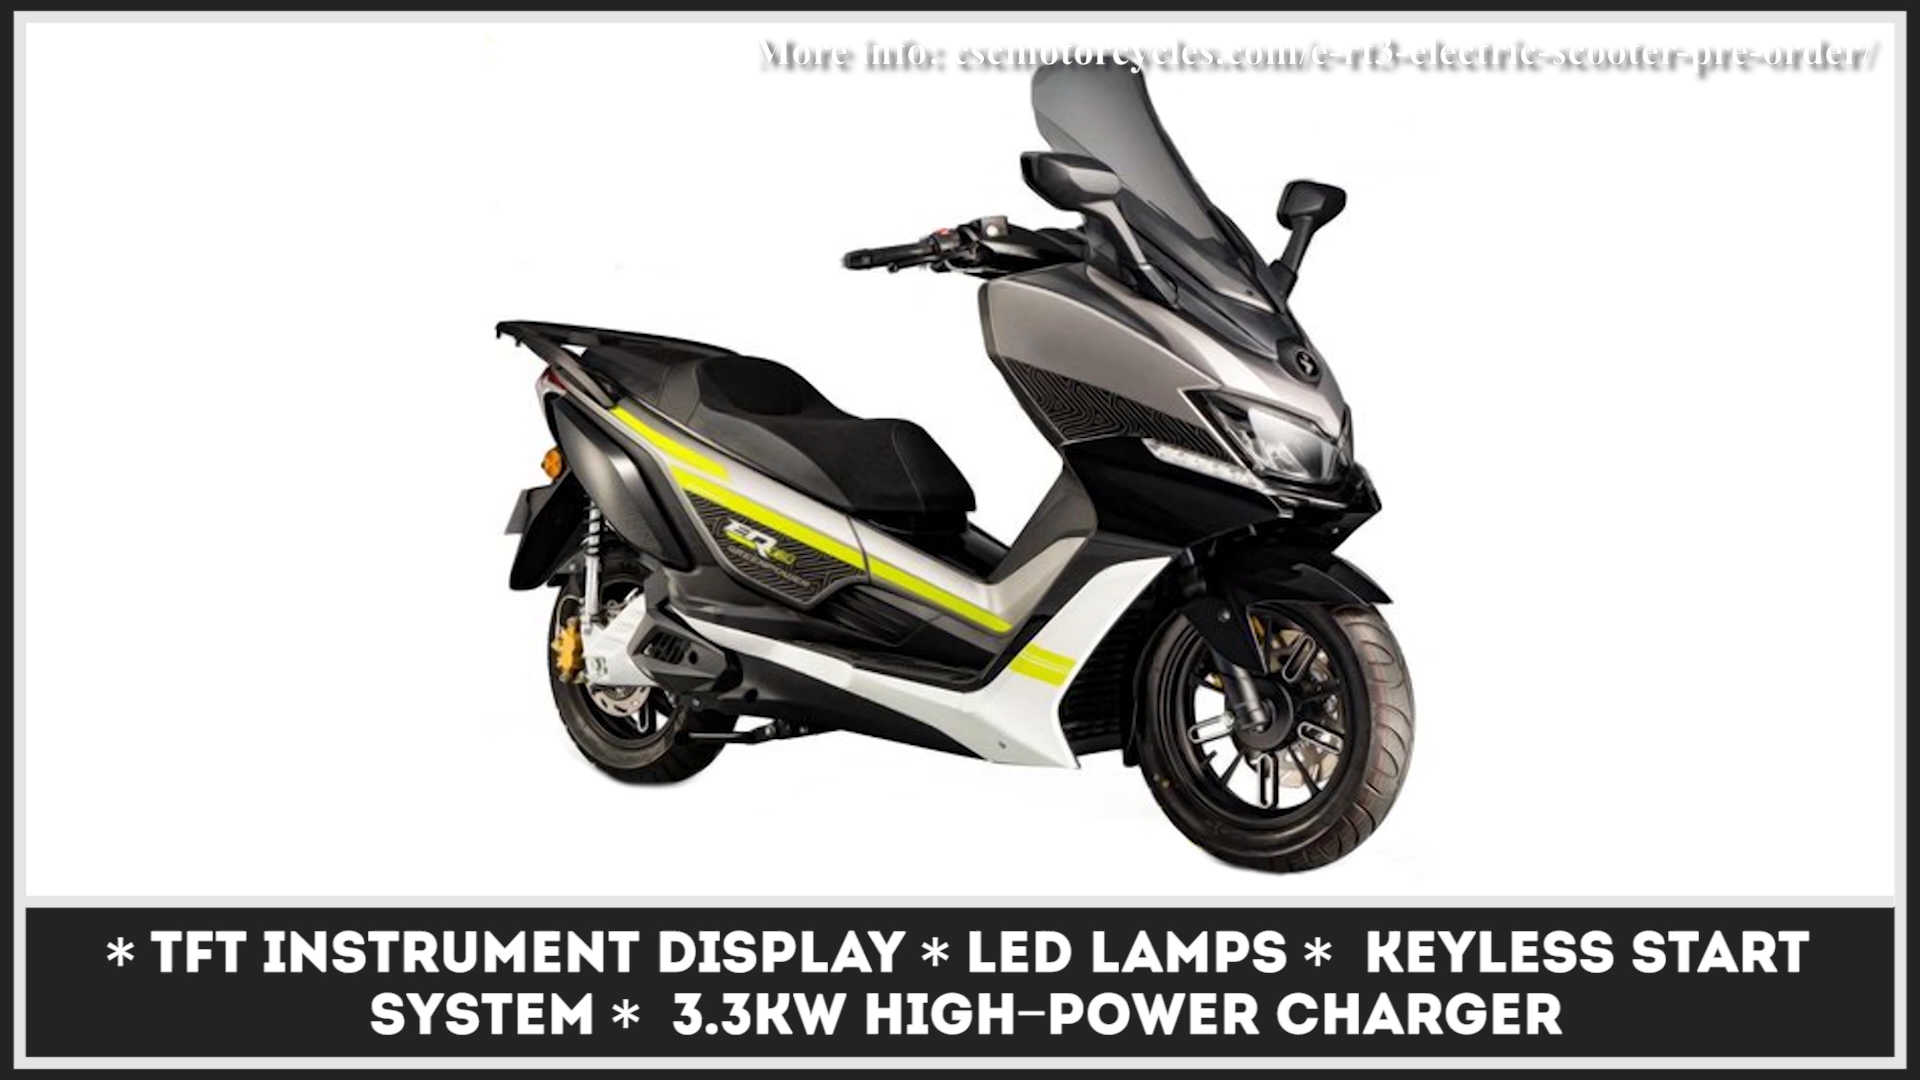 More info: cscmotorcycles.com/e-rt3-electric-scooter-pre-order/
* TFT INSTRUMENT DISPLAY * LED LAMPS * KEYLESS START
SYSTEM * 3.3KW HIGH-POWER CHARGER